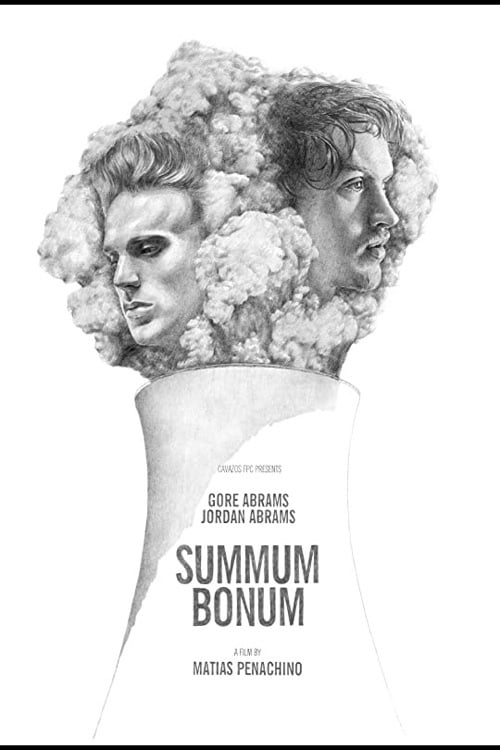 CAVAZOS FPC PRESENTS
GORE ABRAMS
JORDAN ABRAMS
SUMMUM
BONUM
A FILM BY
MATIAS PENACHINO